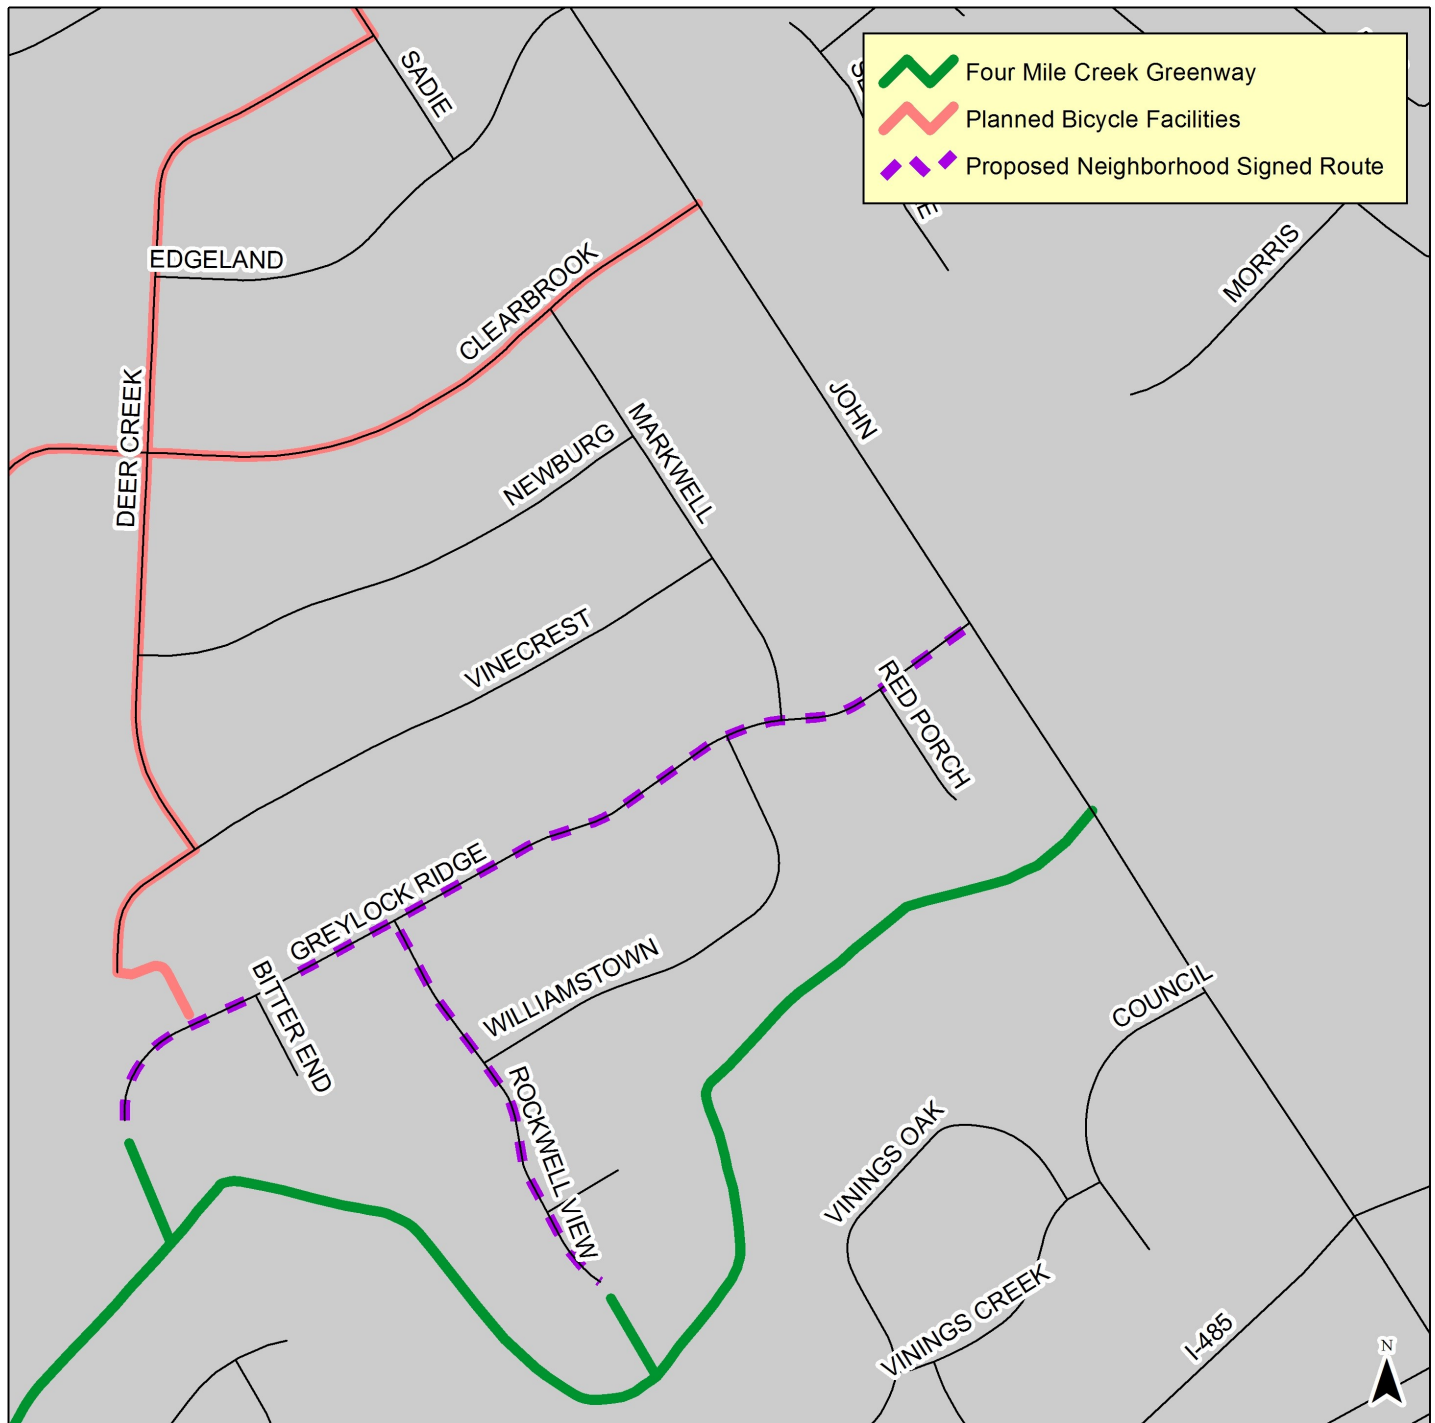 SADIE
Four Mile Creek Greenway
Planned Bicycle Facilities
Proposed Neighborhood Signed Route
EDGELAND
CLEARBROOK
MORRIS
DEER CREEK
NEWBURG
MARKWELL
JOHN
VINECREST
RED PORCH
GREYLOCK RIDGE
BITTER END
WILLIAMSTOWN
COUNCIL
ROCKWELL VIEW
VININGS OAK
VININGS CREEK
I-485
N